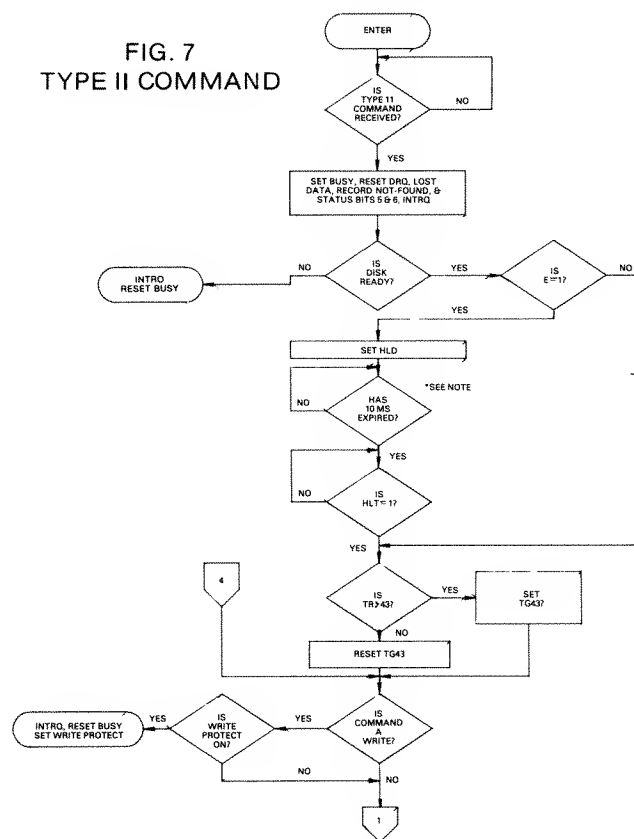 FIG. 7
TYPE II COMMAND
ENTER
IS
TYPE 11
COMMAND
RECEIVED?
NO
YES
SET BUSY, RESET DRQ, LOST
DATA, RECORD NOT-FOUND, &
STATUS BITS 5 & 6, INTRQ
IS
DISK
READY?
NO
INTRO
RESET BUSY
YES
IS
E=1?
NO
YES
SET HLD
*SEE NOTE
HAS
10 MS
EXPIRED?
NO
YES
IS
HLT=1?
NO
YES
4
IS
TR>43?
YES
SET
TG43?
NO
RESET TG43
IS
COMMAND
A
WRITE?
YES
IS
WRITE
PROTECT
ON?
YES
INTRO, RESET BUSY
SET WRITE PROTECT
NO
NO
1